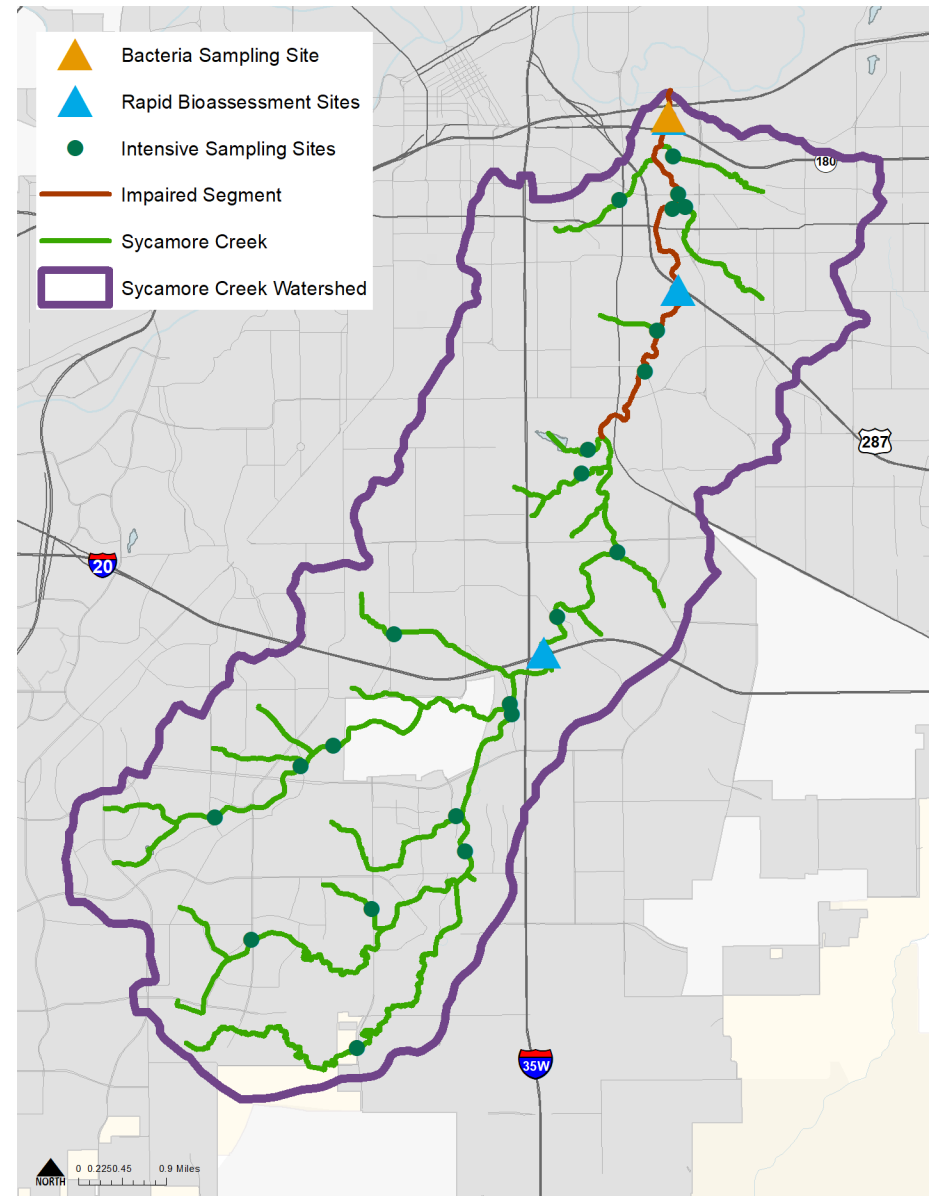 Bacteria Sampling Site
Rapid Bioassessment Sites
Intensive Sampling Sites
Impaired Segment
Sycamore Creek
Sycamore Creek Watershed
180
287
20
35W
NORTH
0 0.2250.45 0.9 Miles